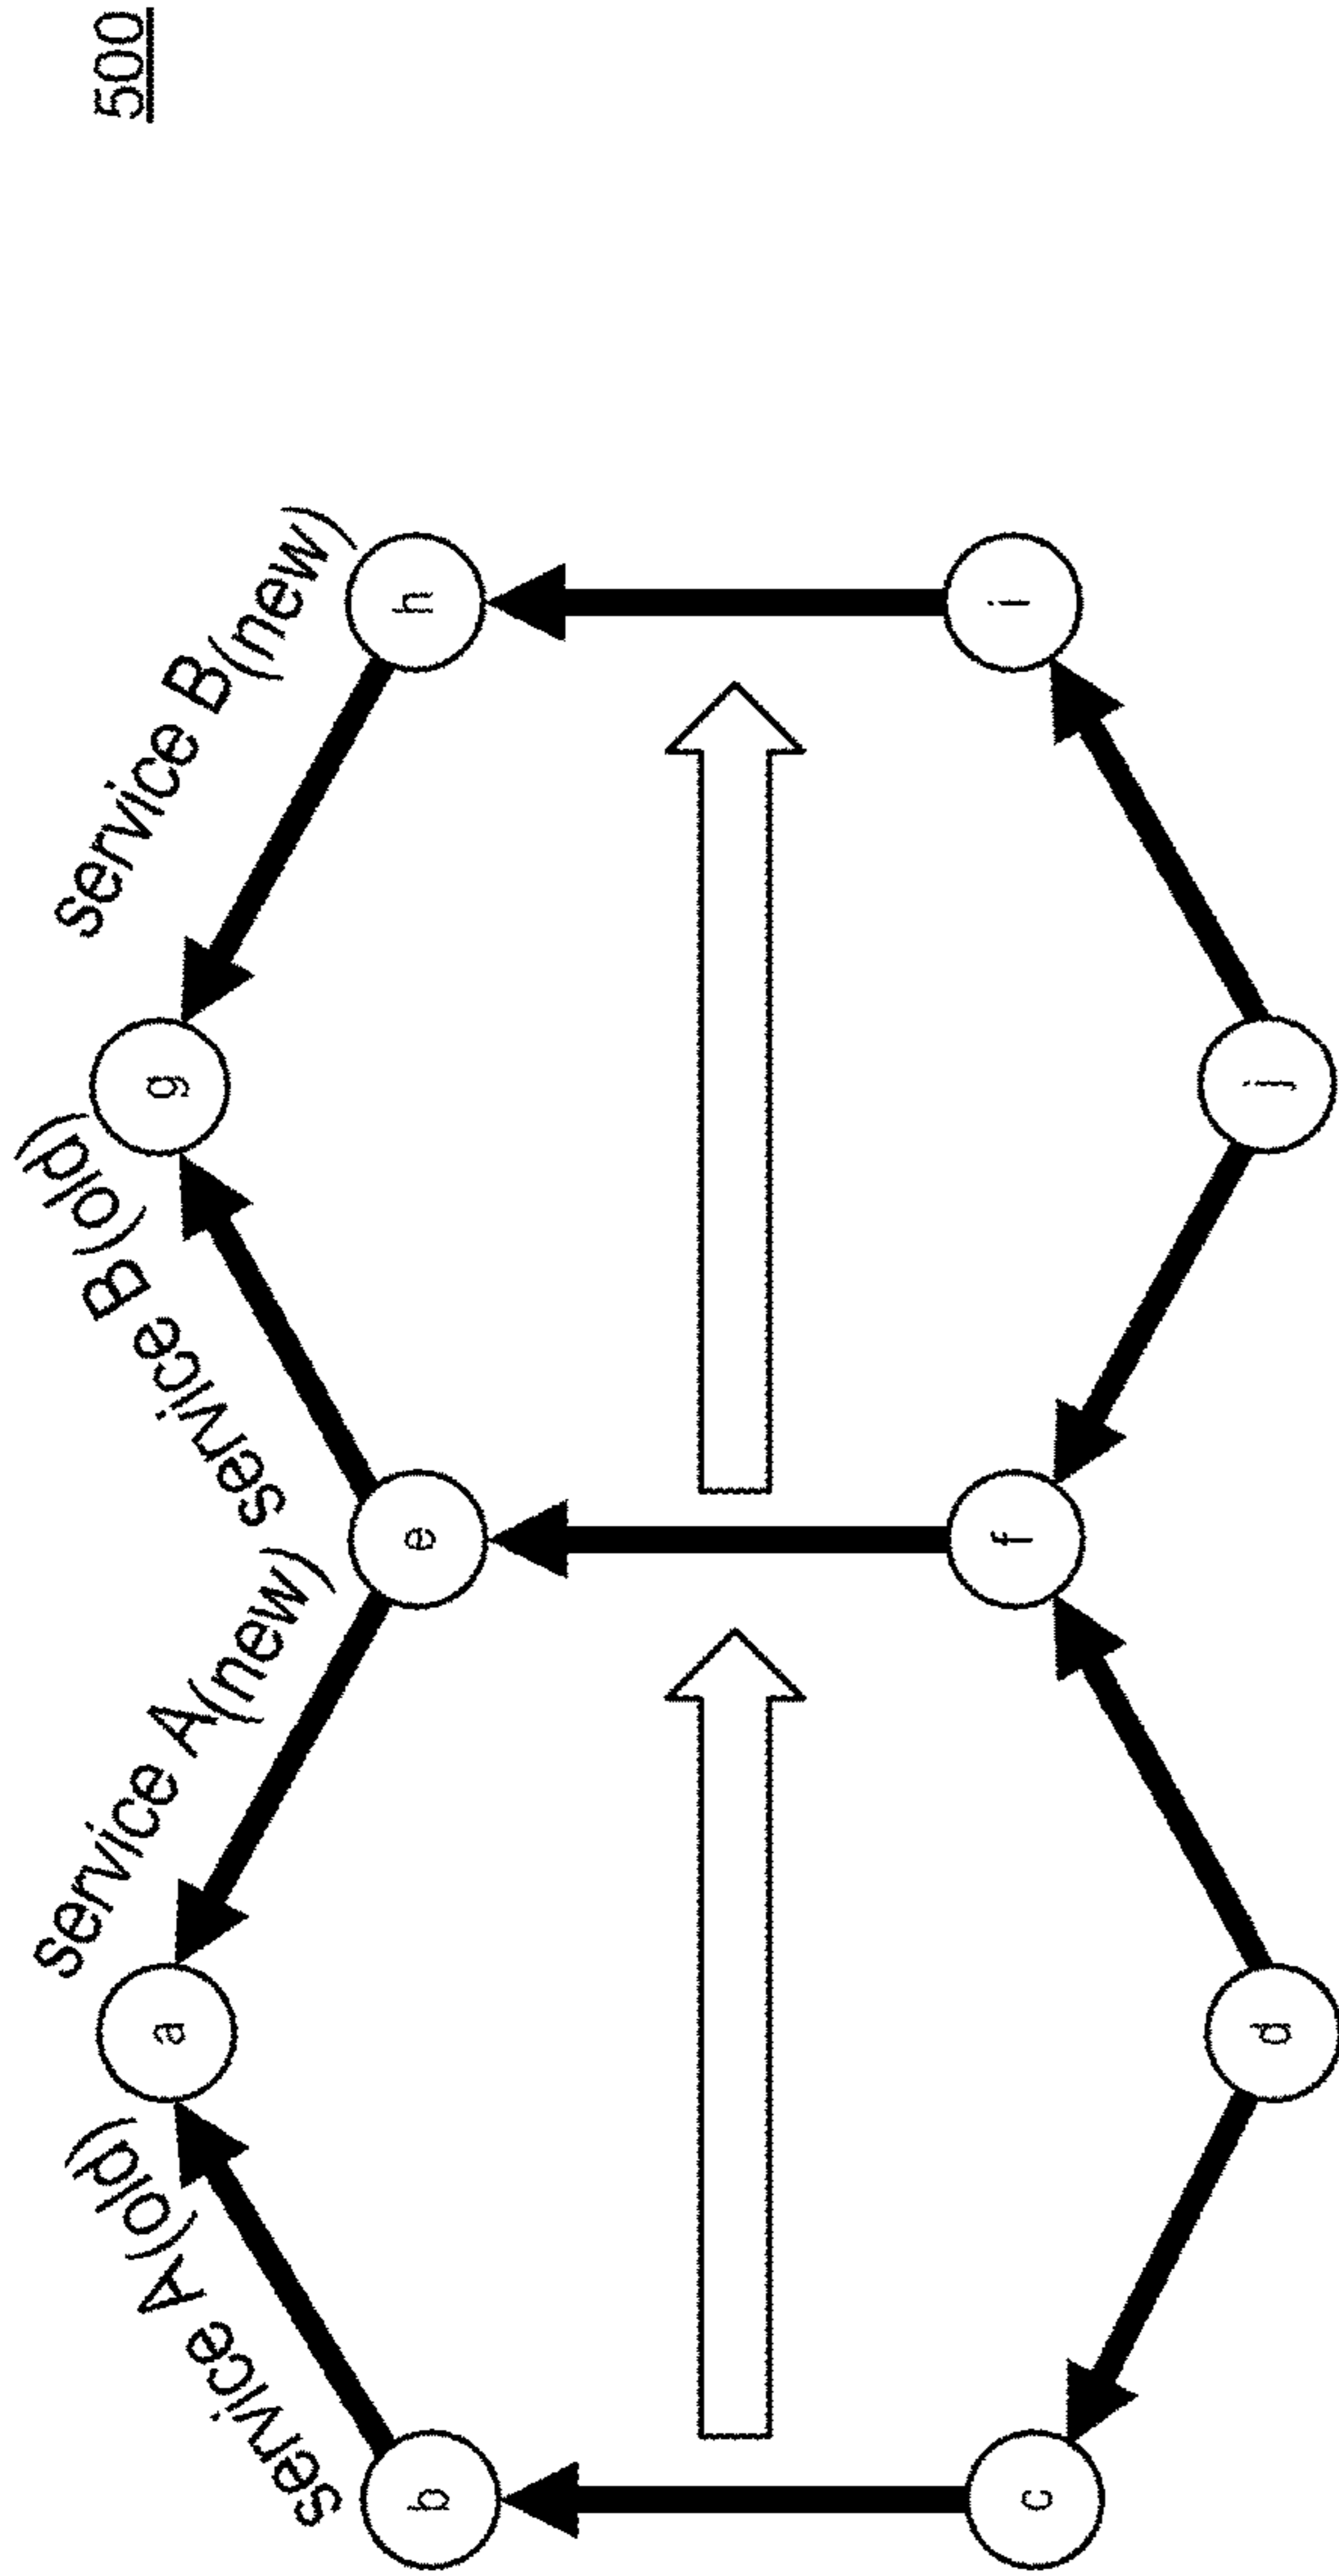 500
service A(old)
service A(new)
service B(old)
service B(new)
a
g
b
e
h
c
f
i
d
j